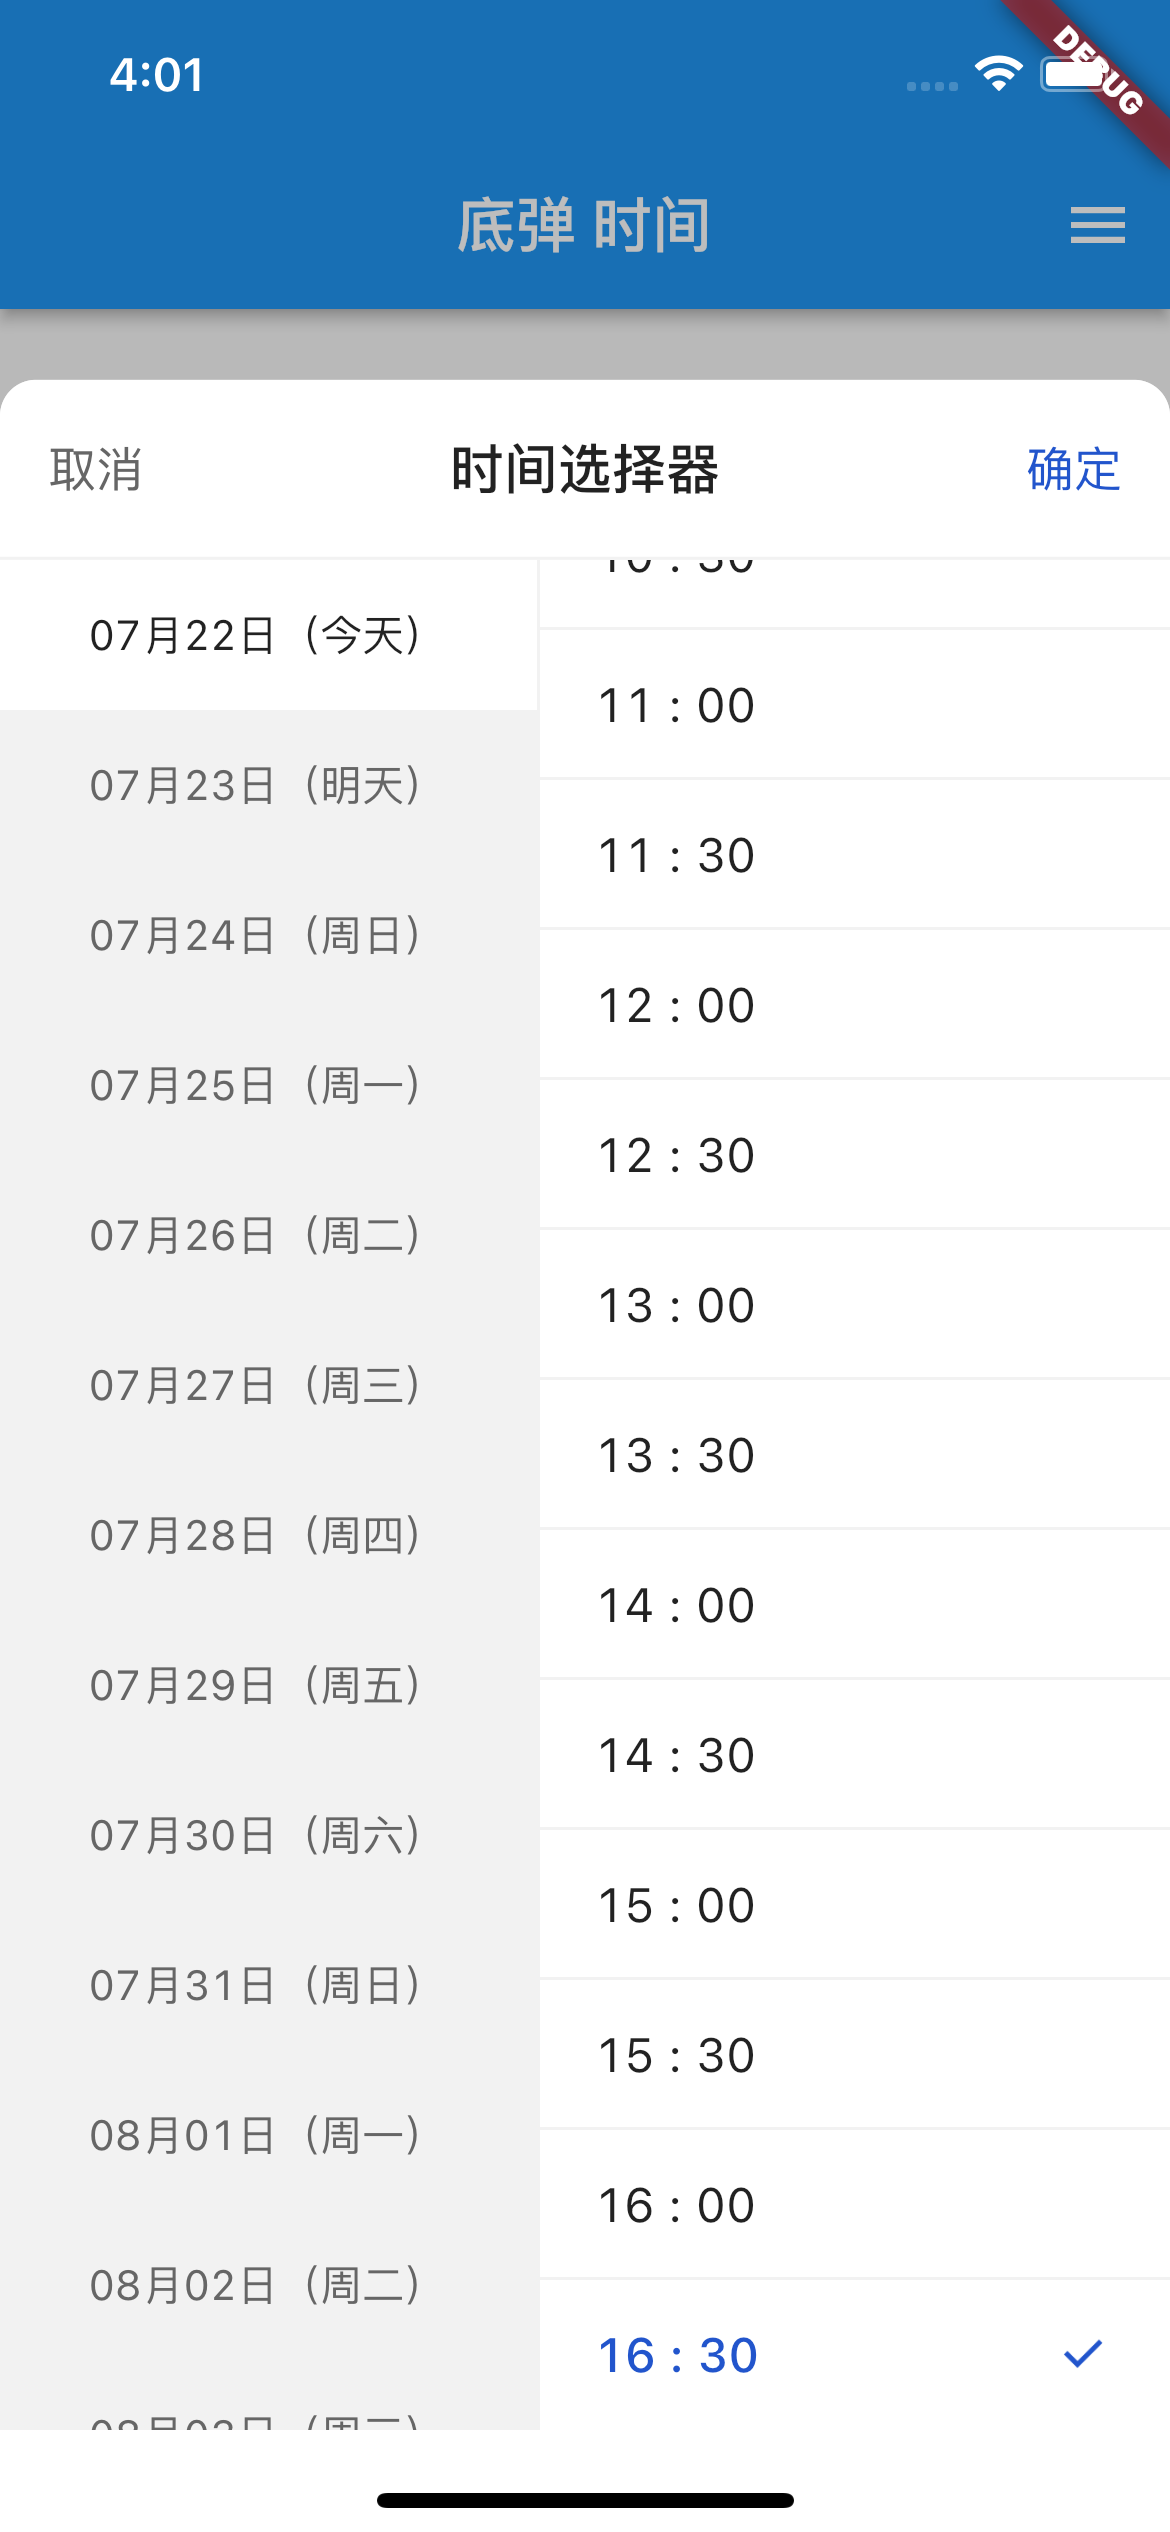 4:01
DEBUG
底弹 时间
取消
时间选择器
确定
07月22日（今天）
07月23日（明天）
07月24日（周日）
07月25日（周一）
07月26日（周二）
07月27日（周三）
07月28日（周四）
07月29日（周五）
07月30日（周六）
07月31日（周日）
08月01日（周一）
08月02日（周二）
11 : 00
11 : 30
12 : 00
12 : 30
13 : 00
13 : 30
14 : 00
14 : 30
15 : 00
15 : 30
16 : 00
16 : 30